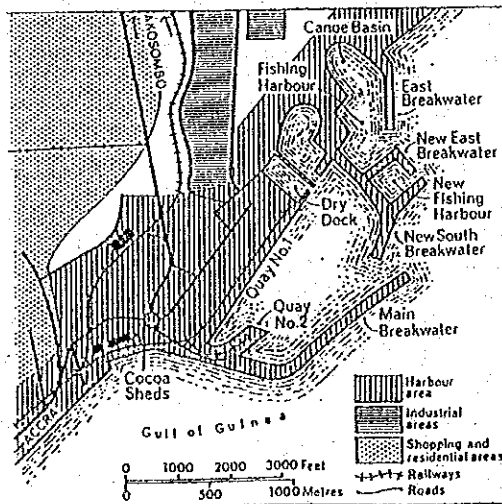 AKOSOMBO
Canoe Basin
Fishing
Harbour
East
Breakwater
New East
Breakwater
New
Fishing
Harbour
Dry
Dock
New South
Breakwater
Quay No.1
Quay
No.2
Main
Breakwater
Cocoa
Sheds
ACCRA
Gulf of Guinea
Harbour
area
Industrial
areas
Shopping and
residential areas
Railways
Roads
0 1000 2000 3000 Feet
0 500 1000 Metres